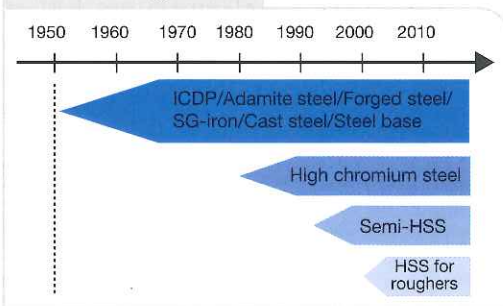 1950 1960 1970 1980 1990 2000 2010
ICDP/Adamite steel/Forged steel/
SG-iron/Cast steel/Steel base
High chromium steel
Semi-HSS
HSS for
roughers